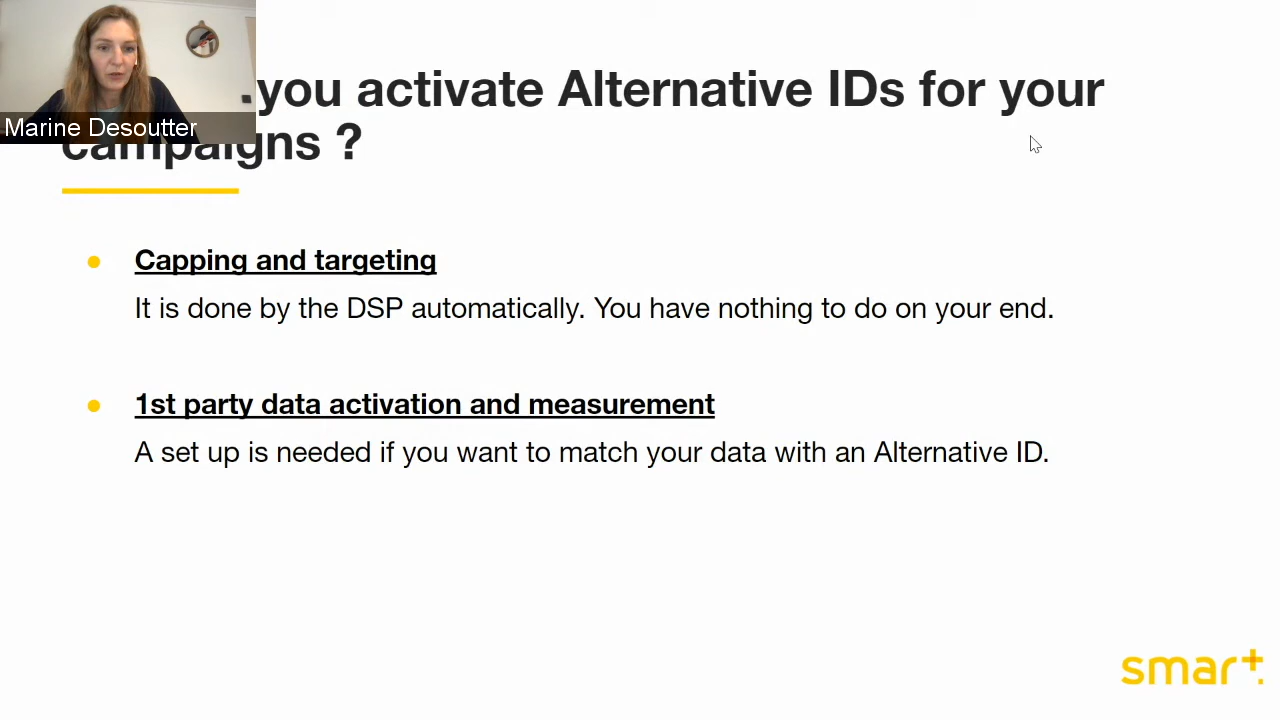 you activate Alternative IDs for your
Marine Desoutter
campaigns ?
Capping and targeting
It is done by the DSP automatically. You have nothing to do on your end.
1st party data activation and measurement
A set up is needed if you want to match your data with an Alternative ID.
smart